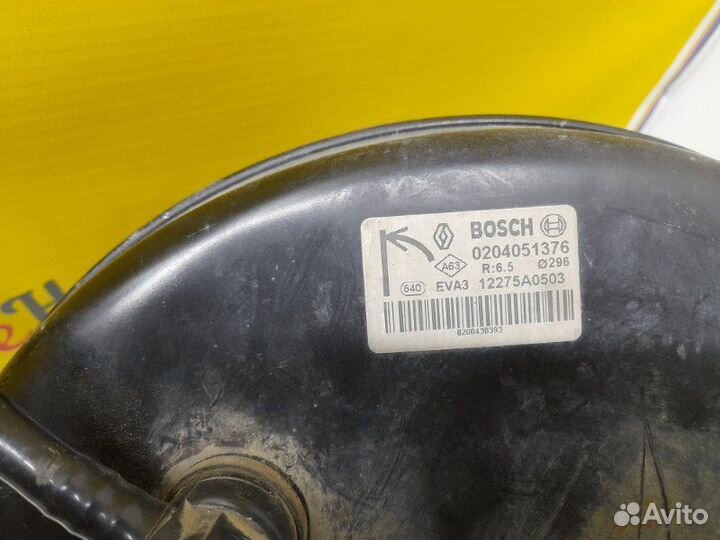 BOSCH
0204051376
A63 R:6.5 Ø296
640 EVA3 12275A0503
8200430393
Avito